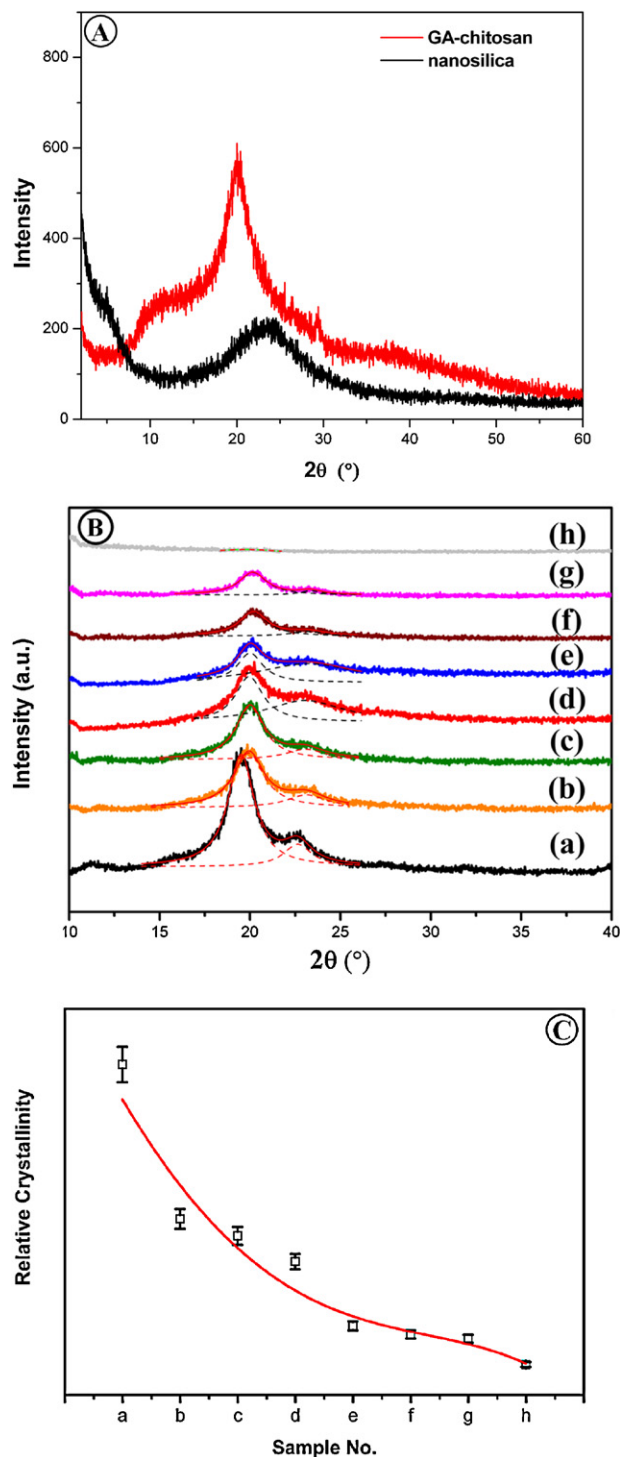 A
GA-chitosan
nanosilica
800
600
400
200
0
Intensity
10 20 30 40 50 60
2θ (°)
B
(h)
(g)
(f)
(e)
(d)
(c)
(b)
(a)
Intensity (a.u.)
10 15 20 25 30 35 40
2θ (°)
C
Relative Crystallinity
a b c d e f g h
Sample No.